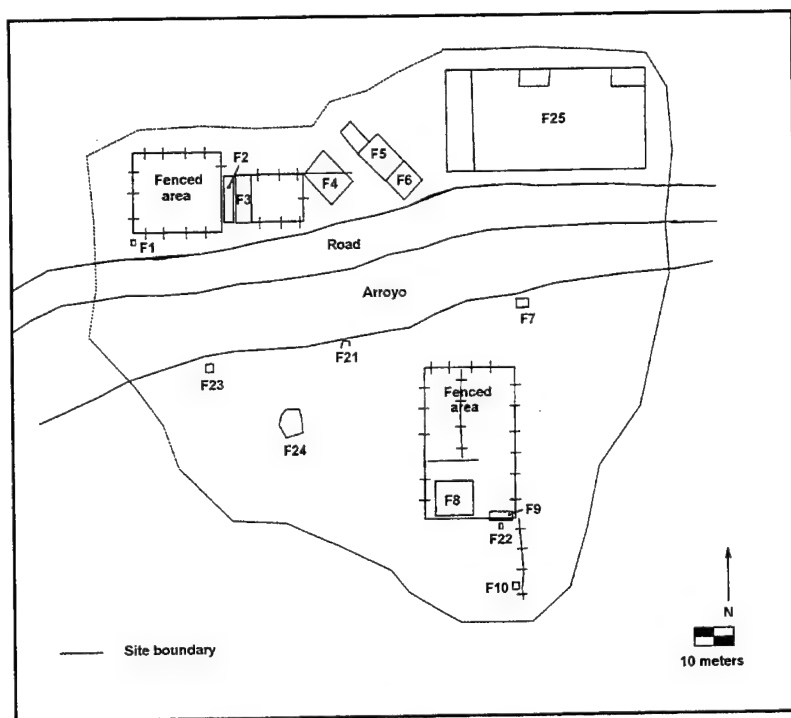 F25
F5
F2
F6
Fenced
area
F4
F3
F1
Road
Arroyo
F7
F21
F23
Fenced
area
F24
F8
F9
F22
F10
N
Site boundary
10 meters